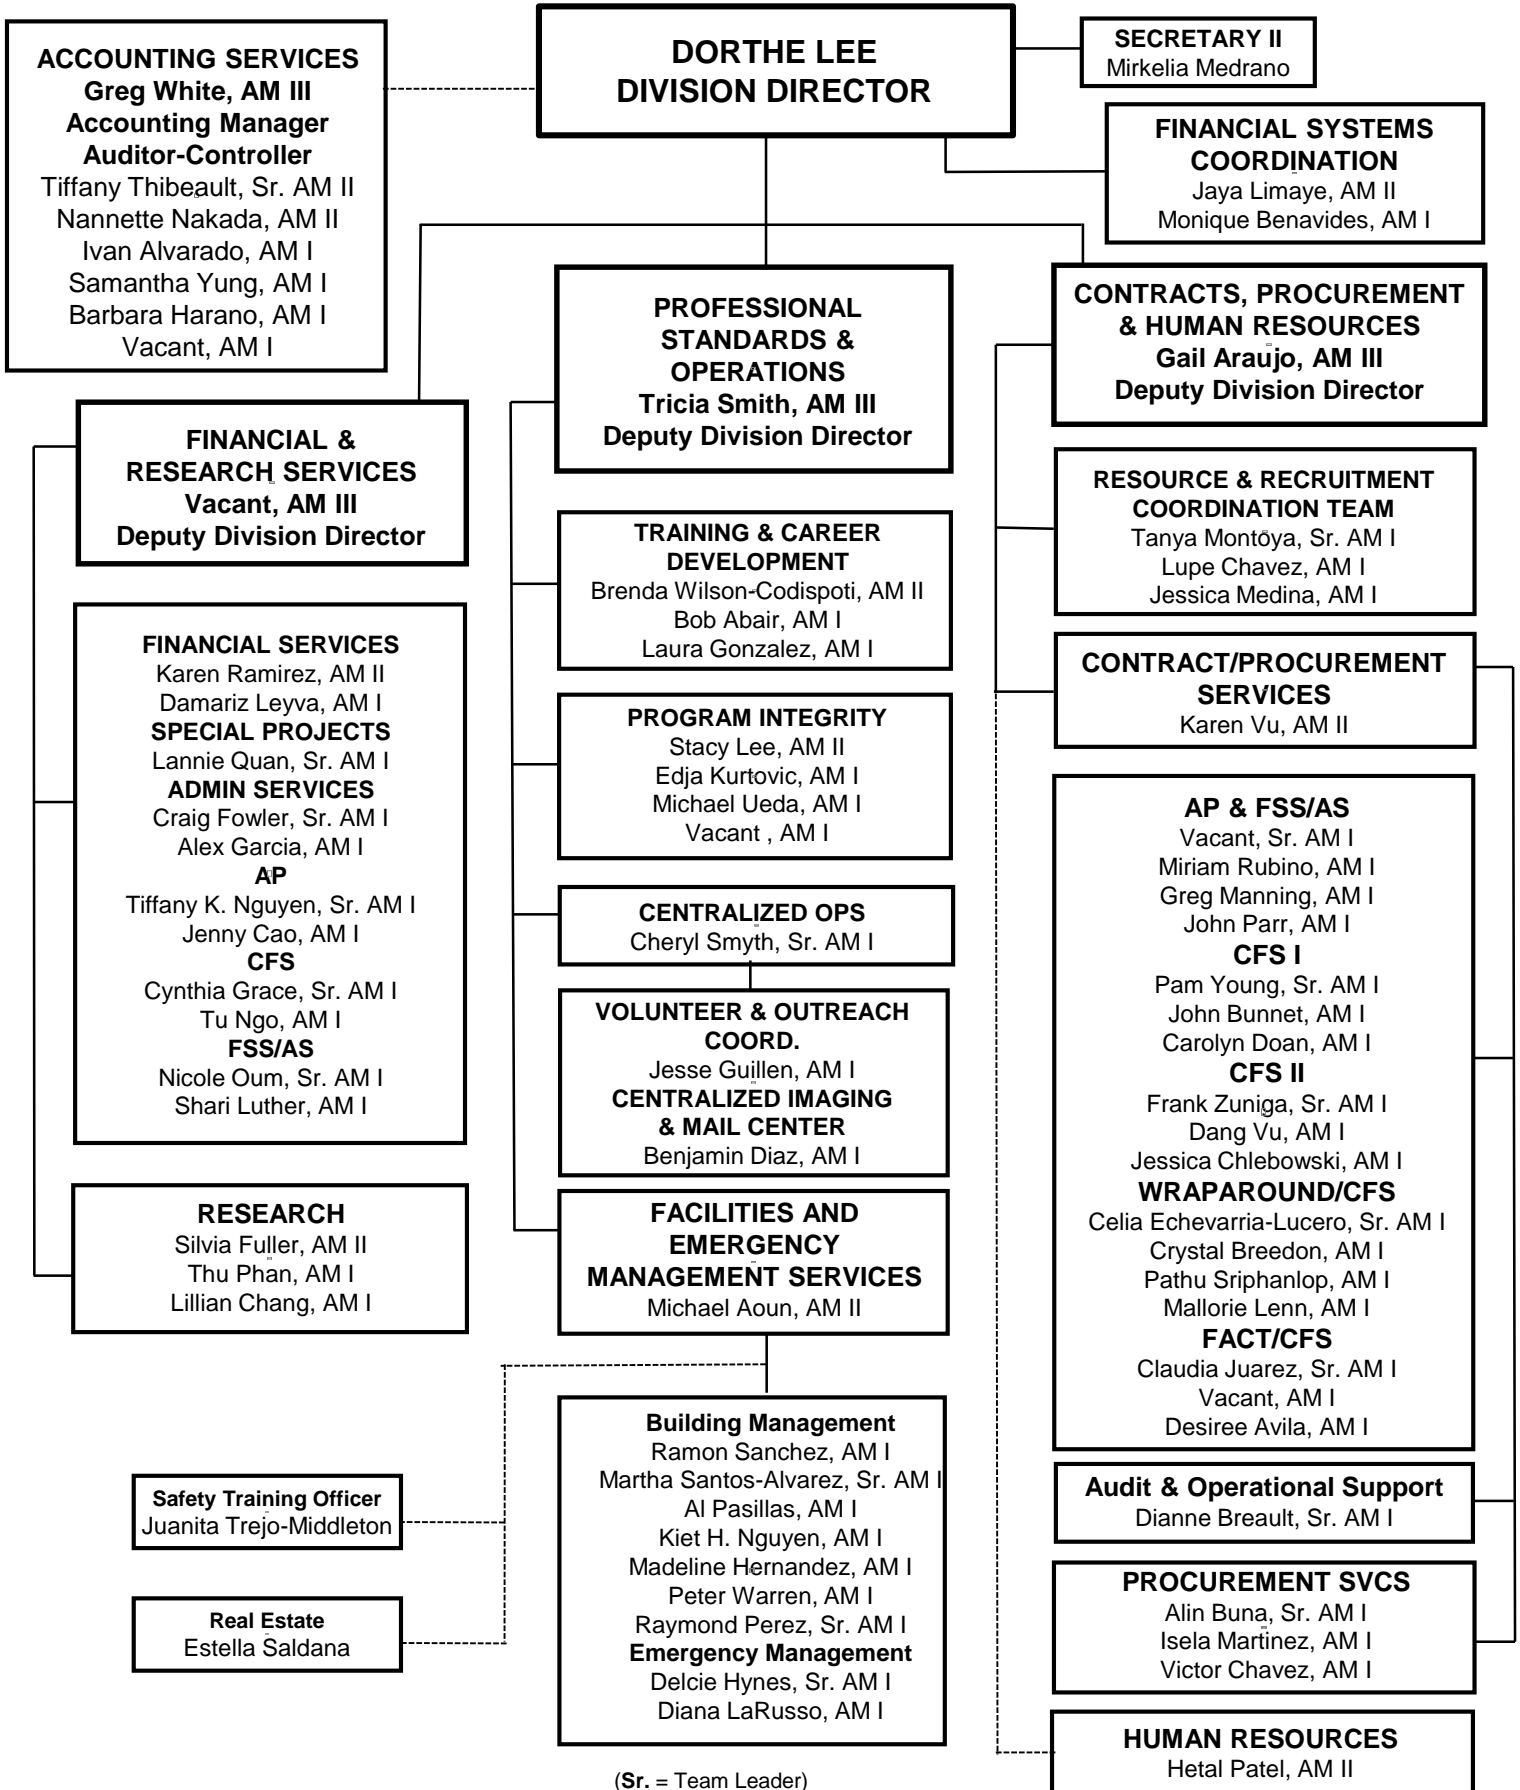 DORTHE LEE
DIVISION DIRECTOR
SECRETARY II
Mirkelia Medrano
ACCOUNTING SERVICES
Greg White, AM III
Accounting Manager
Auditor-Controller
Tiffany Thibeault, Sr. AM II
Nannette Nakada, AM II
Ivan Alvarado, AM I
Samantha Yung, AM I
Barbara Harano, AM I
Vacant, AM I
FINANCIAL SYSTEMS
COORDINATION
Jaya Limaye, AM II
Monique Benavides, AM I
FINANCIAL &
RESEARCH SERVICES
Vacant, AM III
Deputy Division Director
FINANCIAL SERVICES
Karen Ramirez, AM II
Damariz Leyva, AM I
SPECIAL PROJECTS
Lannie Quan, Sr. AM I
ADMIN SERVICES
Craig Fowler, Sr. AM I
Alex Garcia, AM I
AP
Tiffany K. Nguyen, Sr. AM I
Jenny Cao, AM I
CFS
Cynthia Grace, Sr. AM I
Tu Ngo, AM I
FSS/AS
Nicole Oum, Sr. AM I
Shari Luther, AM I
RESEARCH
Silvia Fuller, AM II
Thu Phan, AM I
Lillian Chang, AM I
PROFESSIONAL
STANDARDS &
OPERATIONS
Tricia Smith, AM III
Deputy Division Director
TRAINING & CAREER
DEVELOPMENT
Brenda Wilson-Codispoti, AM II
Bob Abair, AM I
Laura Gonzalez, AM I
PROGRAM INTEGRITY
Stacy Lee, AM II
Edja Kurtovic, AM I
Michael Ueda, AM I
Vacant , AM I
CENTRALIZED OPS
Cheryl Smyth, Sr. AM I
VOLUNTEER & OUTREACH
COORD.
Jesse Guillen, AM I
CENTRALIZED IMAGING
& MAIL CENTER
Benjamin Diaz, AM I
FACILITIES AND
EMERGENCY
MANAGEMENT SERVICES
Michael Aoun, AM II
Building Management
Ramon Sanchez, AM I
Martha Santos-Alvarez, Sr. AM I
Al Pasillas, AM I
Kiet H. Nguyen, AM I
Madeline Hernandez, AM I
Peter Warren, AM I
Raymond Perez, Sr. AM I
Emergency Management
Delcie Hynes, Sr. AM I
Diana LaRusso, AM I
Safety Training Officer
Juanita Trejo-Middleton
Real Estate
Estella Saldana
CONTRACTS, PROCUREMENT
& HUMAN RESOURCES
Gail Araujo, AM III
Deputy Division Director
RESOURCE & RECRUITMENT
COORDINATION TEAM
Tanya Montoya, Sr. AM I
Lupe Chavez, AM I
Jessica Medina, AM I
CONTRACT/PROCUREMENT
SERVICES
Karen Vu, AM II
AP & FSS/AS
Vacant, Sr. AM I
Miriam Rubino, AM I
Greg Manning, AM I
John Parr, AM I
CFS I
Pam Young, Sr. AM I
John Bunnet, AM I
Carolyn Doan, AM I
CFS II
Frank Zuniga, Sr. AM I
Dang Vu, AM I
Jessica Chlebowski, AM I
WRAPAROUND/CFS
Celia Echevarria-Lucero, Sr. AM I
Crystal Breedon, AM I
Pathu Sriphanlop, AM I
Mallorie Lenn, AM I
FACT/CFS
Claudia Juarez, Sr. AM I
Vacant, AM I
Desiree Avila, AM I
Audit & Operational Support
Dianne Breault, Sr. AM I
PROCUREMENT SVCS
Alin Buna, Sr. AM I
Isela Martinez, AM I
Victor Chavez, AM I
HUMAN RESOURCES
Hetal Patel, AM II
(Sr. = Team Leader)